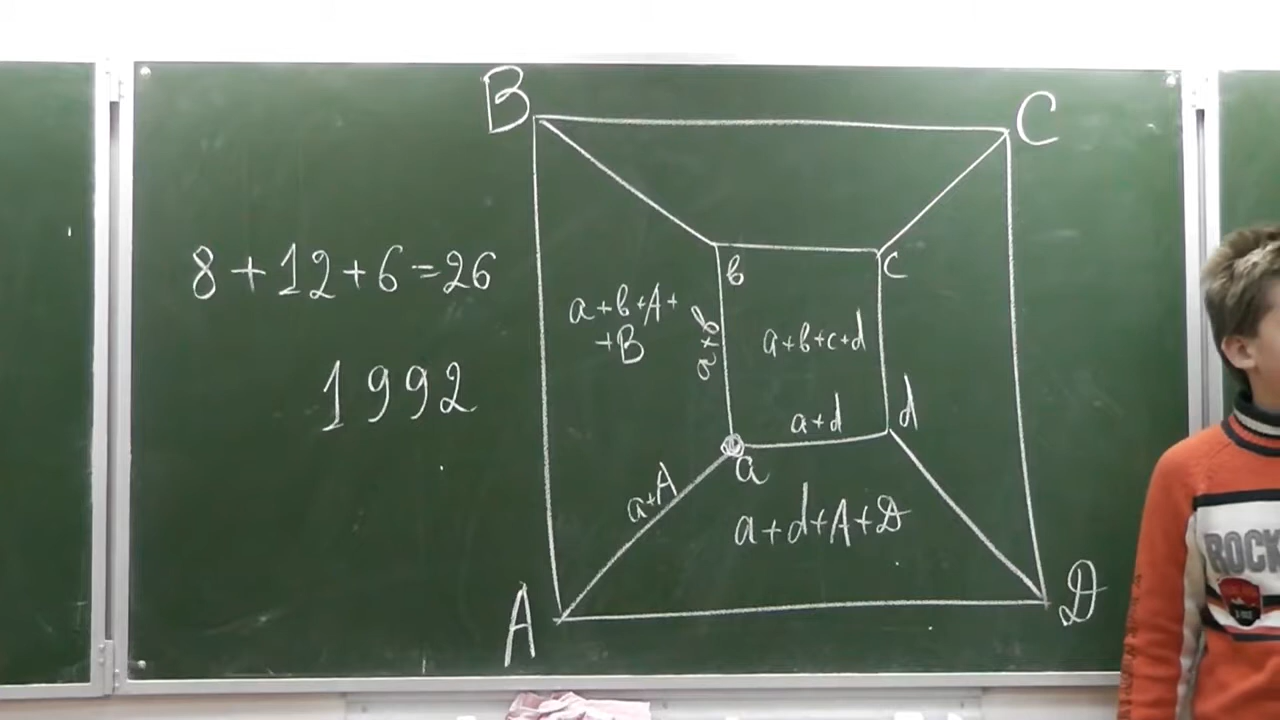 B
C
8+12+6=26
в
c
a+в+A+
+B
a+в
a+в+c+d
1992
a+d
d
a
a+A
a+d+A+D
A
D
ROCK